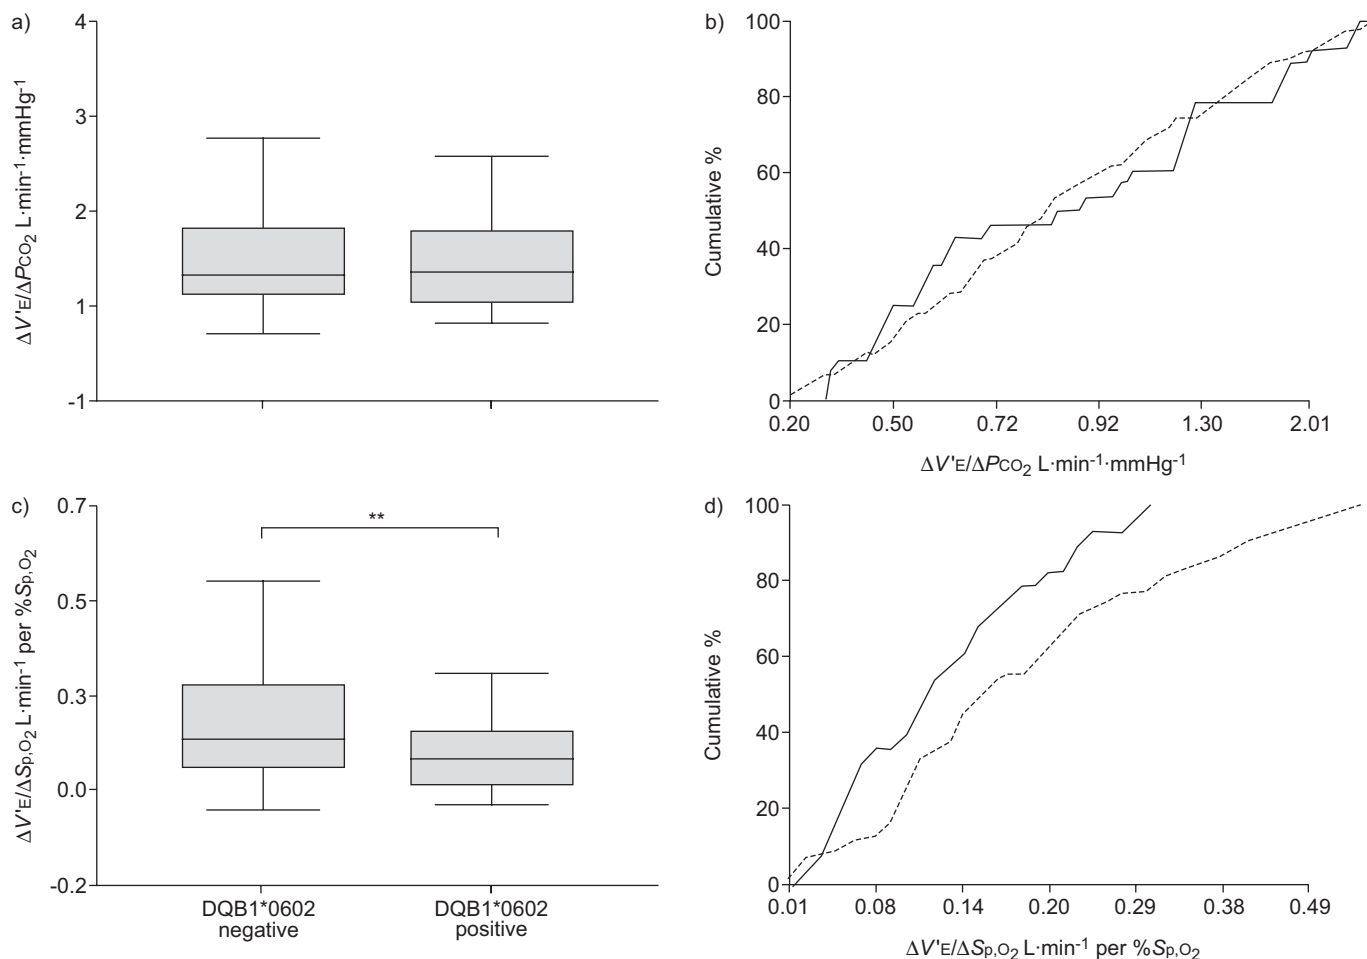 a)
4
3
2
1
-1
ΔV'E/ΔPCO2 L·min-1·mmHg-1
b)
100
80
60
40
20
0
Cumulative %
0.20 0.50 0.72 0.92 1.30 2.01
ΔV'E/ΔPCO2 L·min-1·mmHg-1
c)
0.7
0.5
0.3
0.0
-0.2
ΔV'E/ΔSp,O2 L·min-1 per %Sp,O2
**
DQB1*0602
negative
DQB1*0602
positive
d)
100
80
60
40
20
0
Cumulative %
0.01 0.08 0.14 0.20 0.29 0.38 0.49
ΔV'E/ΔSp,O2 L·min-1 per %Sp,O2